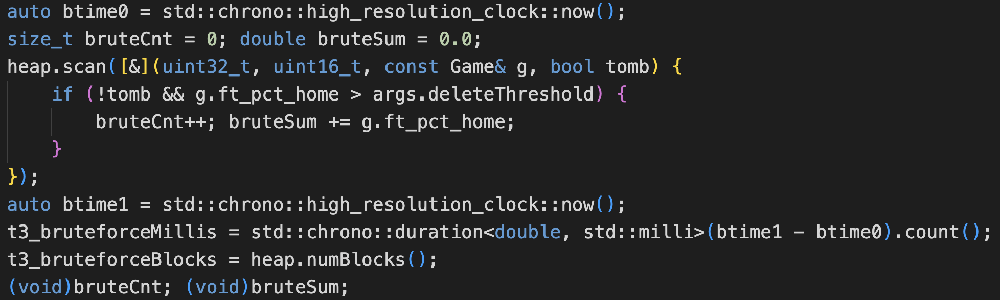 auto btime0 = std::chrono::high_resolution_clock::now();
size_t bruteCnt = 0; double bruteSum = 0.0;
heap.scan([&](uint32_t, uint16_t, const Game& g, bool tomb) {
    if (!tomb && g.ft_pct_home > args.deleteThreshold) {
        bruteCnt++; bruteSum += g.ft_pct_home;
    }
});
auto btime1 = std::chrono::high_resolution_clock::now();
t3_bruteforceMillis = std::chrono::duration<double, std::milli>(btime1 - btime0).count();
t3_bruteforceBlocks = heap.numBlocks();
(void)bruteCnt; (void)bruteSum;